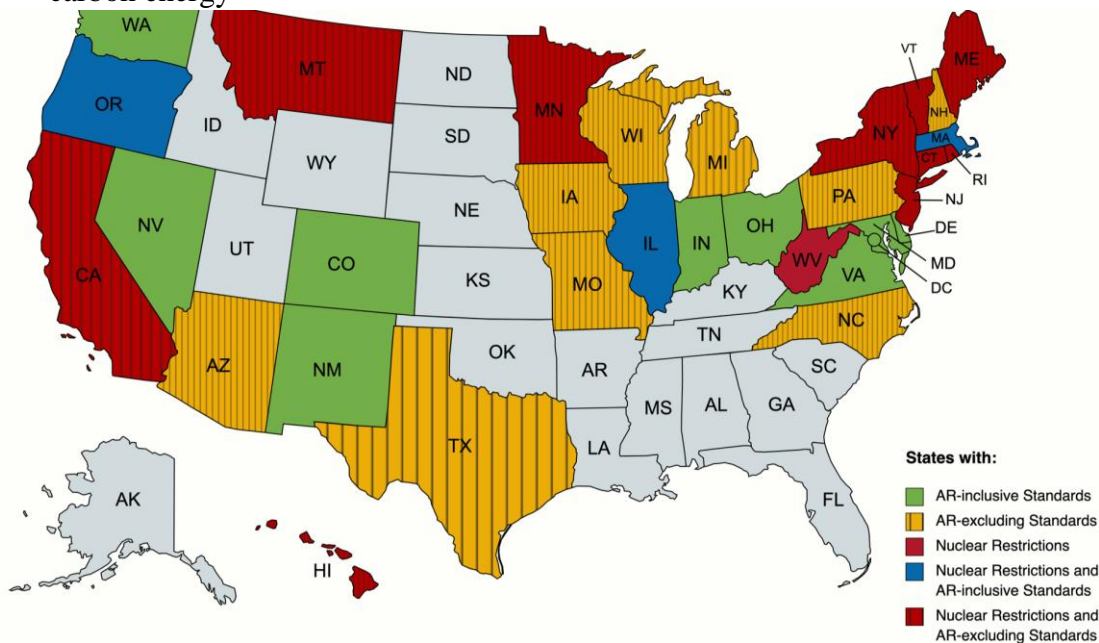 carbon energy
WA
MT
ND
MN
VT
ME
OR
ID
SD
WI
NH
NY
MA
WY
MI
CT
RI
IA
PA
NJ
NE
NV
OH
DE
UT
IL
IN
MD
CO
WV
VA
DC
CA
KS
MO
KY
NC
TN
AZ
OK
NM
AR
SC
MS
AL
GA
TX
LA
States with:
AK
FL
AR-inclusive Standards
AR-excluding Standards
Nuclear Restrictions
HI
Nuclear Restrictions and
AR-inclusive Standards
Nuclear Restrictions and
AR-excluding Standards